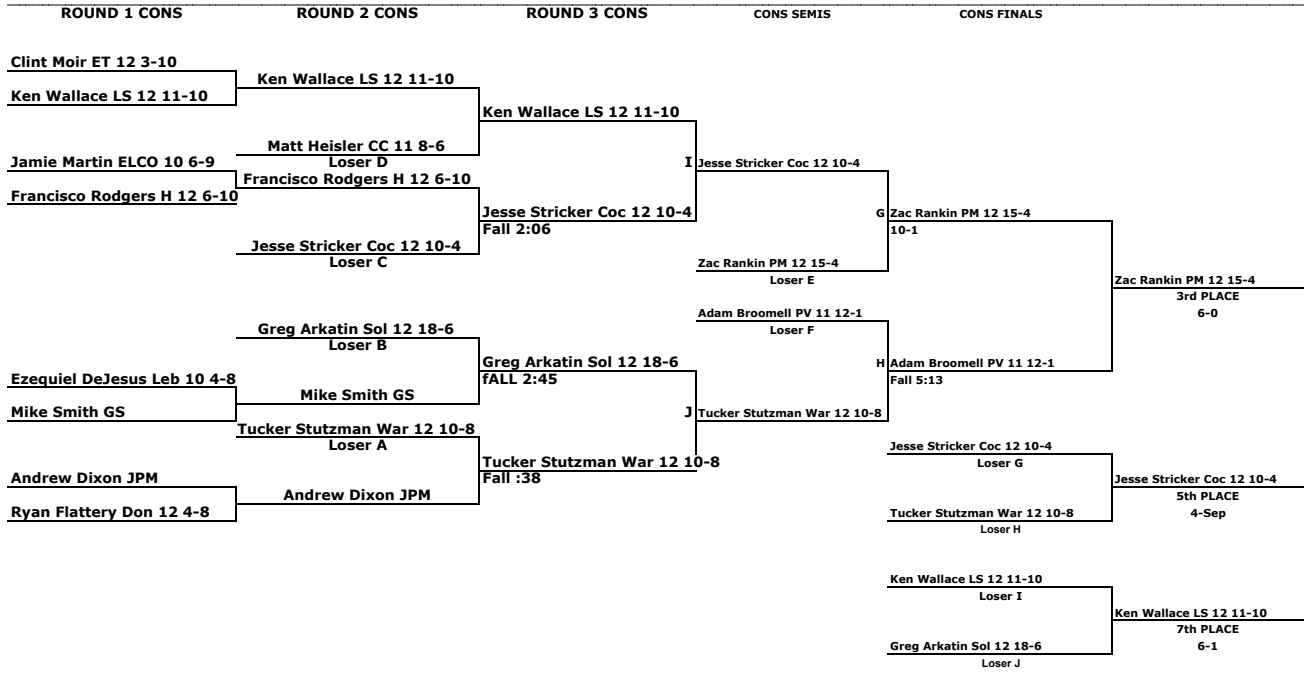 ROUND 1 CONS
ROUND 2 CONS
ROUND 3 CONS
CONS SEMIS
CONS FINALS
Clint Moir ET 12 3-10
Ken Wallace LS 12 11-10
Jamie Martin ELCO 10 6-9
Francisco Rodgers H 12 6-10
Ezequiel DeJesus Leb 10 4-8
Mike Smith GS
Andrew Dixon JPM
Ryan Flattery Don 12 4-8
Ken Wallace LS 12 11-10
Matt Heisler CC 11 8-6
Loser D
Francisco Rodgers H 12 6-10
Jesse Stricker Coc 12 10-4
Loser C
Greg Arkatin Sol 12 18-6
Loser B
Mike Smith GS
Tucker Stutzman War 12 10-8
Loser A
Andrew Dixon JPM
Ken Wallace LS 12 11-10
Jesse Stricker Coc 12 10-4
Fall 2:06
Greg Arkatin Sol 12 18-6
fALL 2:45
Tucker Stutzman War 12 10-8
Fall :38
I Jesse Stricker Coc 12 10-4
Zac Rankin PM 12 15-4
Loser E
Adam Broomell PV 11 12-1
Loser F
J Tucker Stutzman War 12 10-8
G Zac Rankin PM 12 15-4
10-1
H Adam Broomell PV 11 12-1
Fall 5:13
Jesse Stricker Coc 12 10-4
Loser G
Tucker Stutzman War 12 10-8
Loser H
Ken Wallace LS 12 11-10
Loser I
Greg Arkatin Sol 12 18-6
Loser J
Zac Rankin PM 12 15-4
3rd PLACE
6-0
Jesse Stricker Coc 12 10-4
5th PLACE
4-Sep
Ken Wallace LS 12 11-10
7th PLACE
6-1